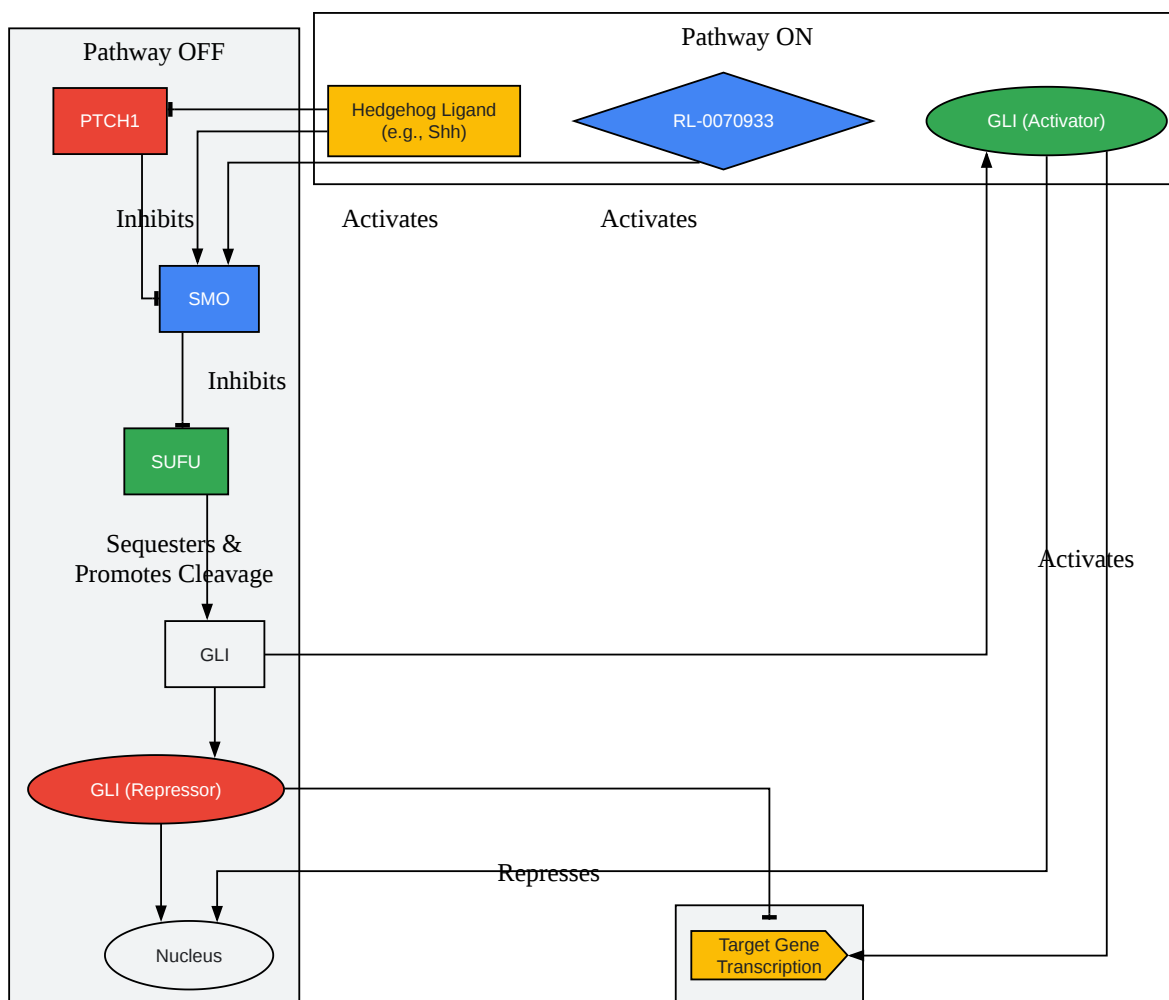 Pathway OFF
Pathway ON
PTCH1
Hedgehog Ligand
(e.g., Shh)
RL-0070933
GLI (Activator)
Inhibits
Activates
Activates
SMO
Inhibits
SUFU
Sequesters &
Promotes Cleavage
Activates
GLI
GLI (Repressor)
Represses
Nucleus
Target Gene
Transcription